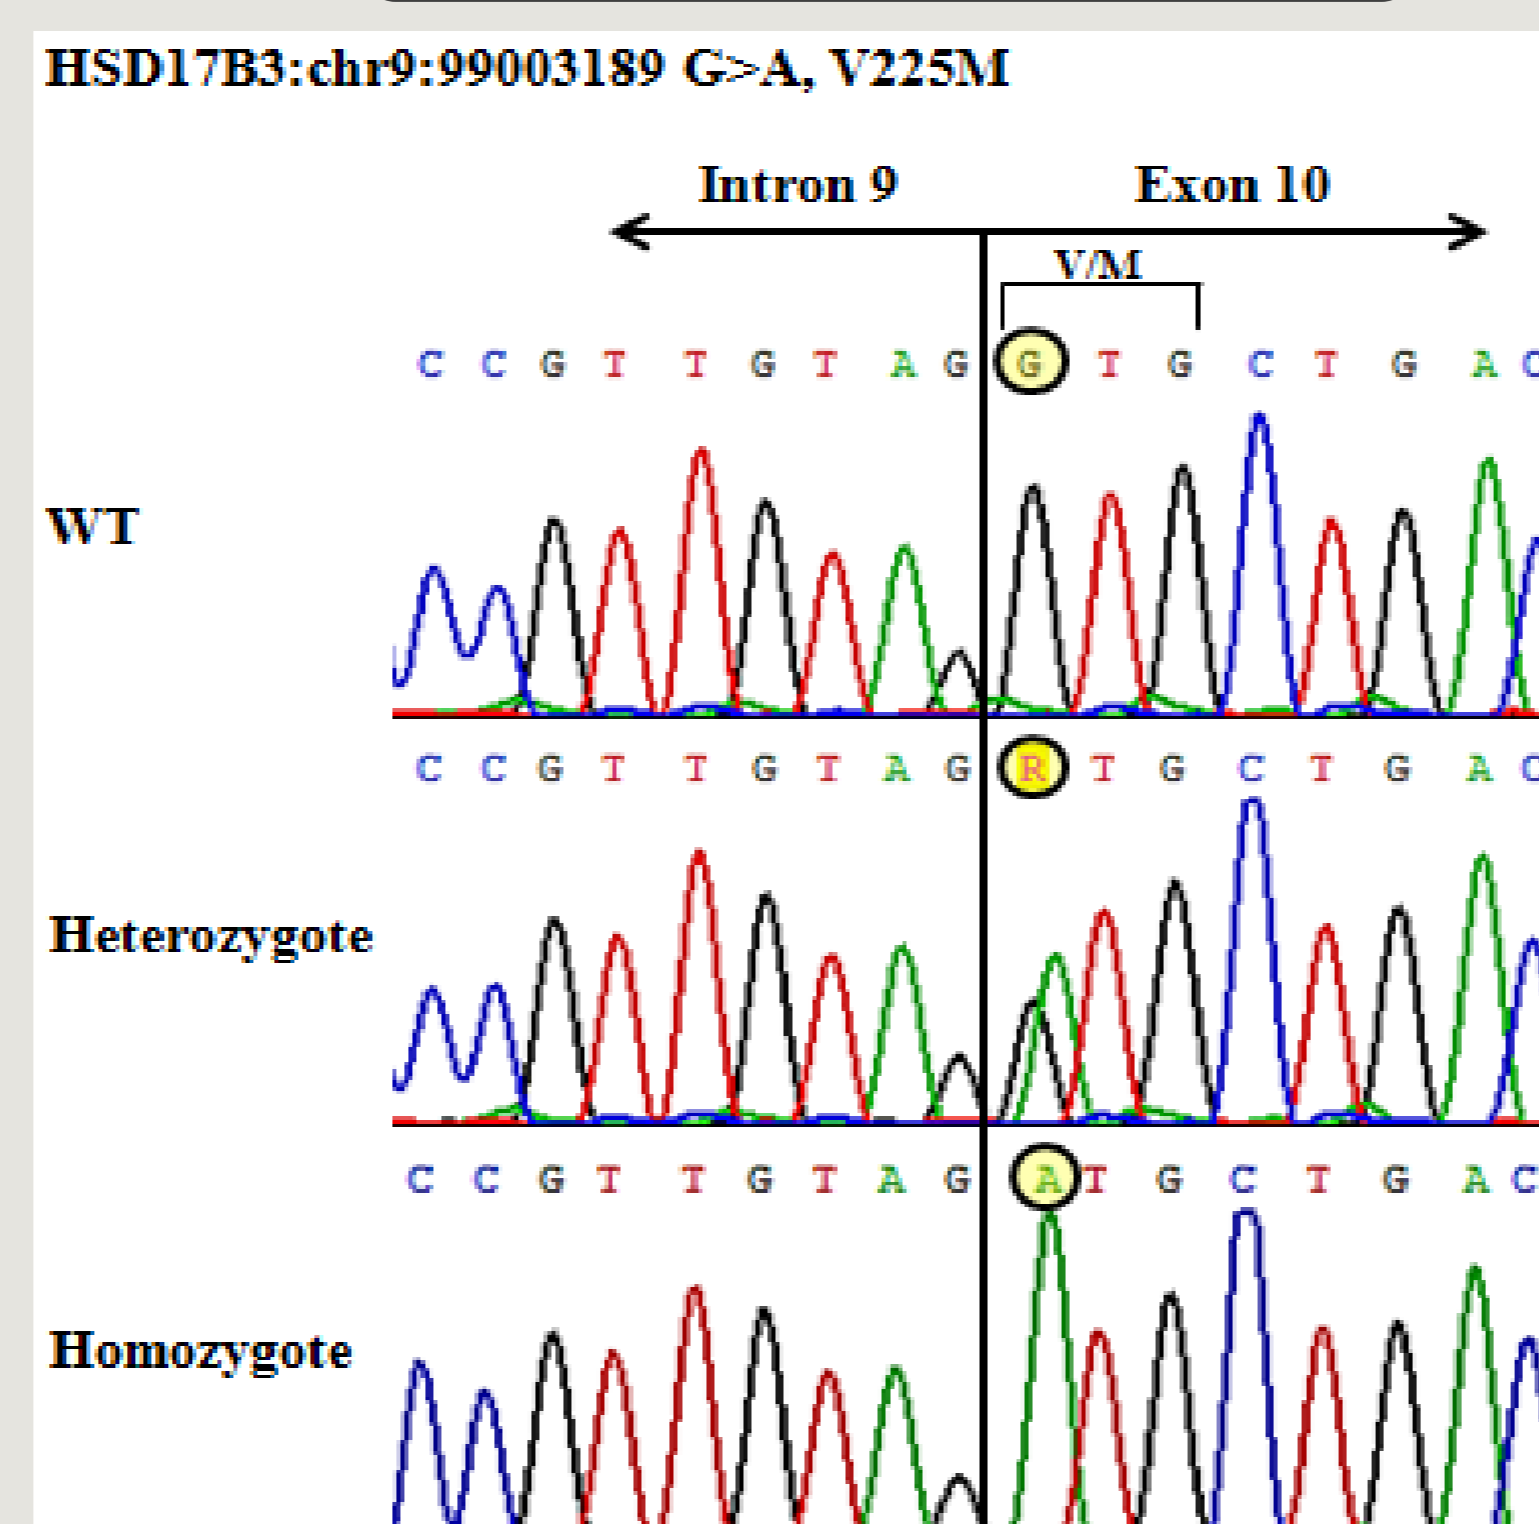 HSD17B3:chr9:99003189 G>A, V225M
Intron 9 Exon 10
V/M
C C G T T G T A G G T G C T G A C
WT
C C G T T G T A G R T G C T G A C
Heterozygote
C C G T T G T A G A T G C T G A C
Homozygote